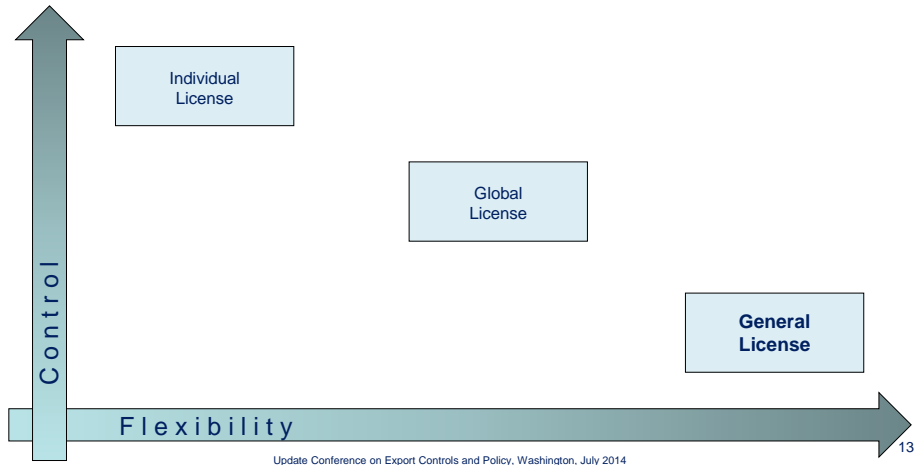 Individual
License
Global
License
General
License
Control
Flexibility
13
Update Conference on Export Controls and Policy, Washington, July 2014